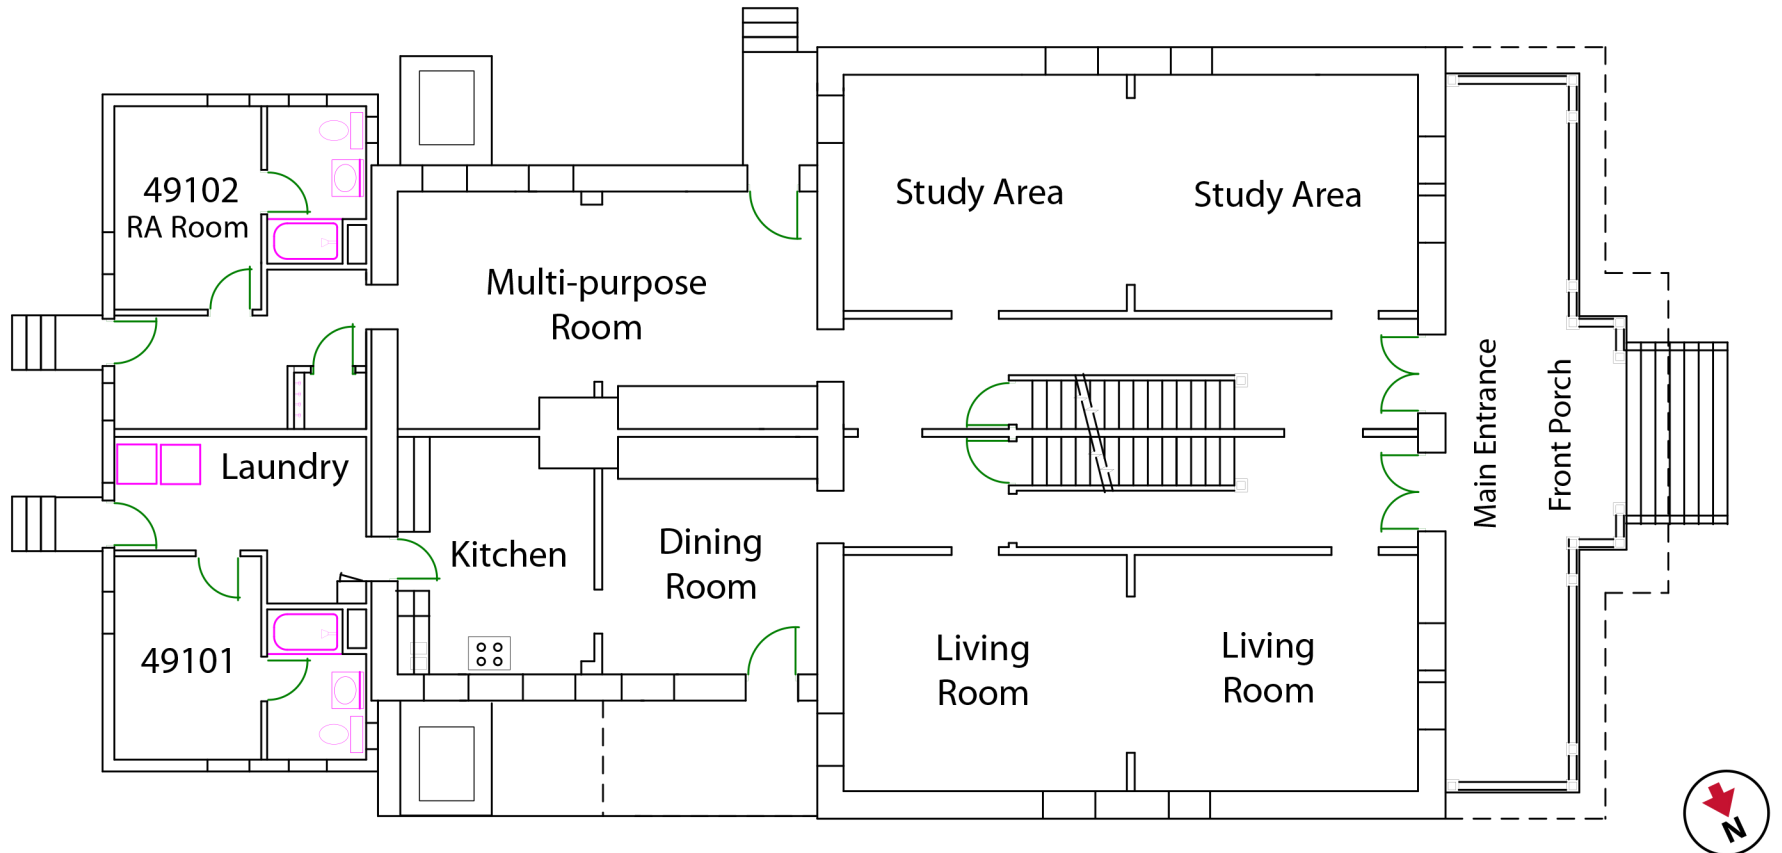 49102
RA Room
Multi-purpose
Room
Study Area
Study Area
Laundry
Kitchen
Dining
Room
49101
Living
Room
Living
Room
Main Entrance
Front Porch
N